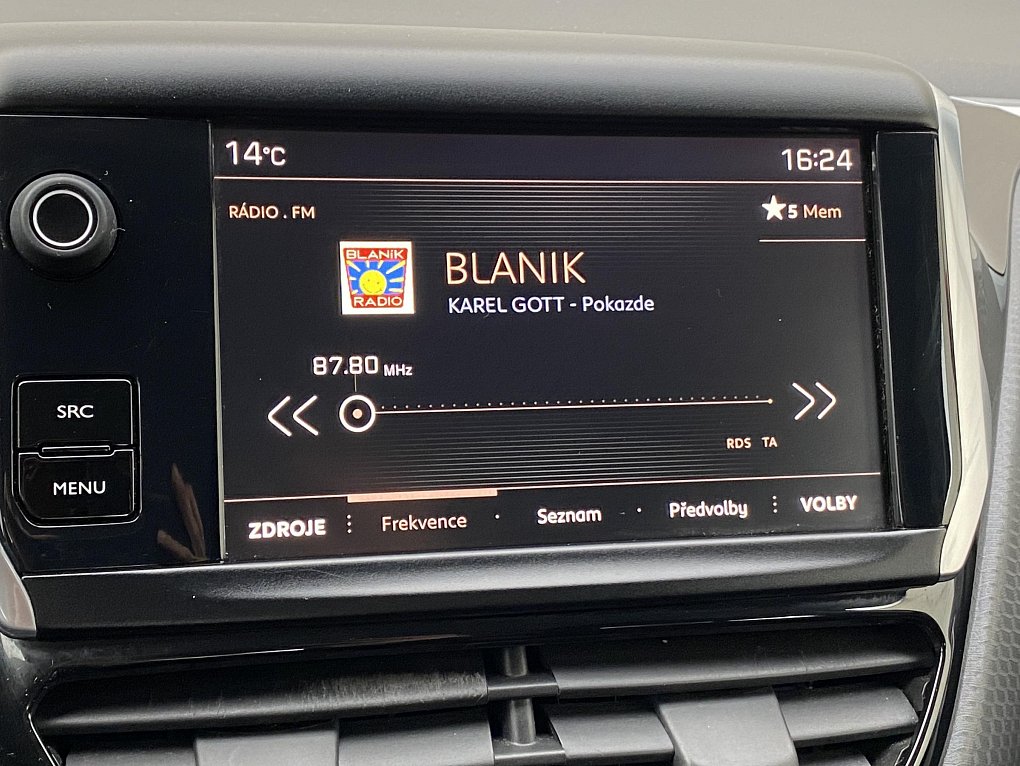 14°C 16:24
RÁDIO . FM ★5 Mem
BLANiK
RADIO
BLANIK
KAREL GOTT - Pokazde
87.80 MHz
RDS TA
SRC
MENU
ZDROJE Frekvence Seznam Předvolby VOLBY